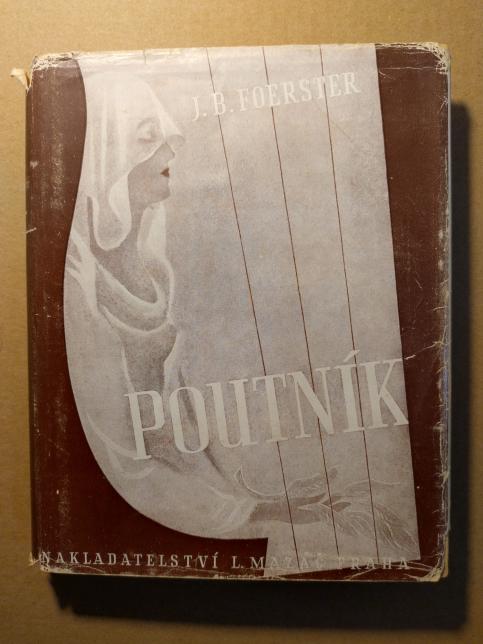 J. B. FOERSTER
POUTNÍK
NAKLADATELSTVÍ L. MAZÁČ PRAHA